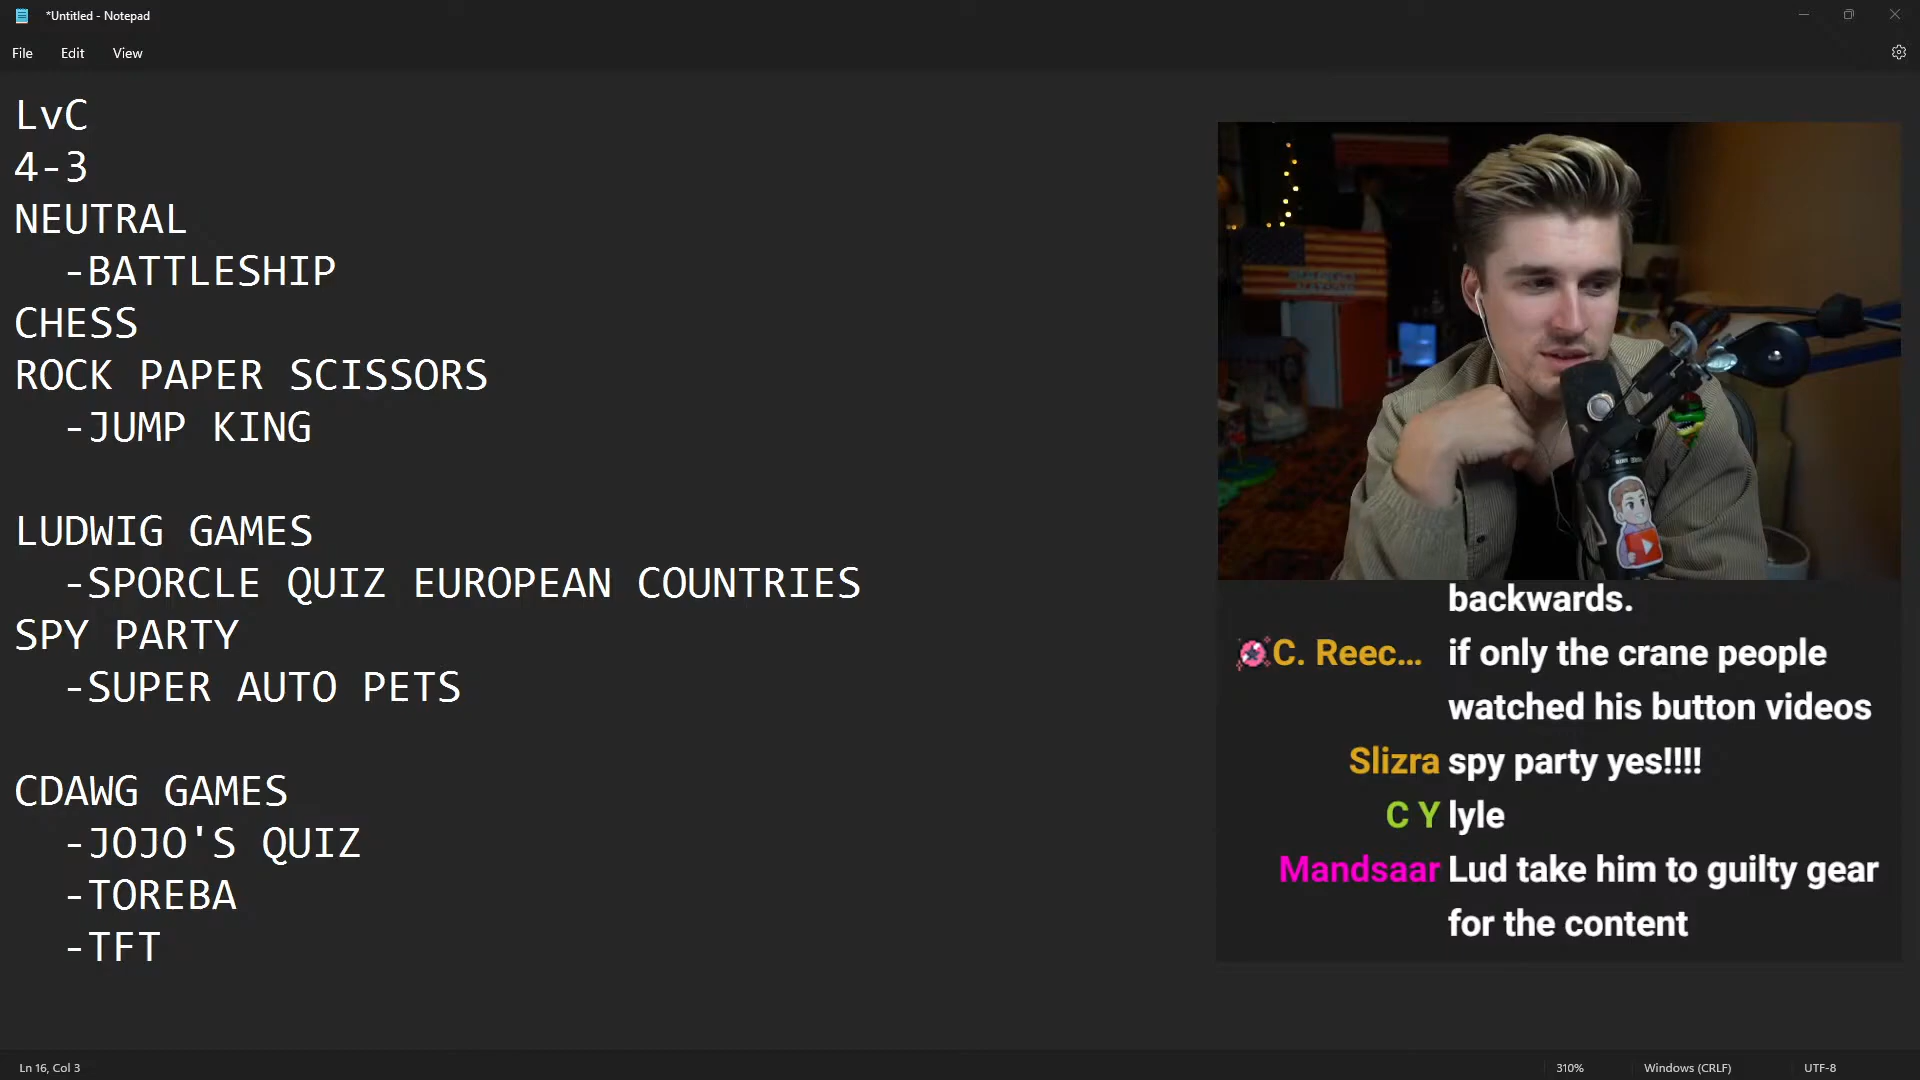 *Untitled - Notepad
File Edit View
LvC
4-3
NEUTRAL
-BATTLESHIP
CHESS
ROCK PAPER SCISSORS
-JUMP KING
LUDWIG GAMES
-SPORCLE QUIZ EUROPEAN COUNTRIES
SPY PARTY
-SUPER AUTO PETS
CDAWG GAMES
-JOJO'S QUIZ
-TOREBA
-TFT
backwards.
C. Reec... if only the crane people
watched his button videos
Slizra spy party yes!!!!
C Y lyle
Mandsaar Lud take him to guilty gear
for the content
Ln 16, Col 3
310%
Windows (CRLF)
UTF-8